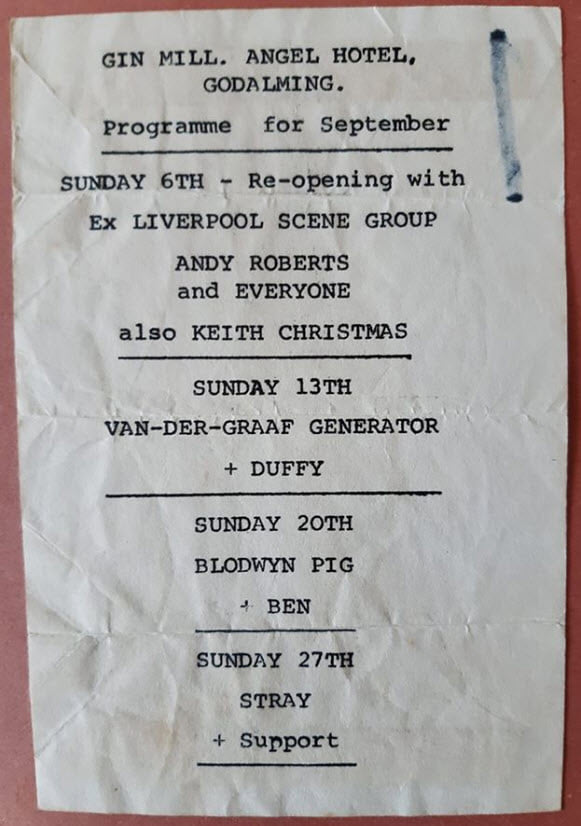 GIN MILL. ANGEL HOTEL,
GODALMING.
Programme for September
SUNDAY 6TH - Re-opening with
Ex LIVERPOOL SCENE GROUP
ANDY ROBERTS
and EVERYONE
also KEITH CHRISTMAS
SUNDAY 13TH
VAN-DER-GRAAF GENERATOR
+ DUFFY
SUNDAY 20TH
BLODWYN PIG
+ BEN
SUNDAY 27TH
STRAY
+ Support